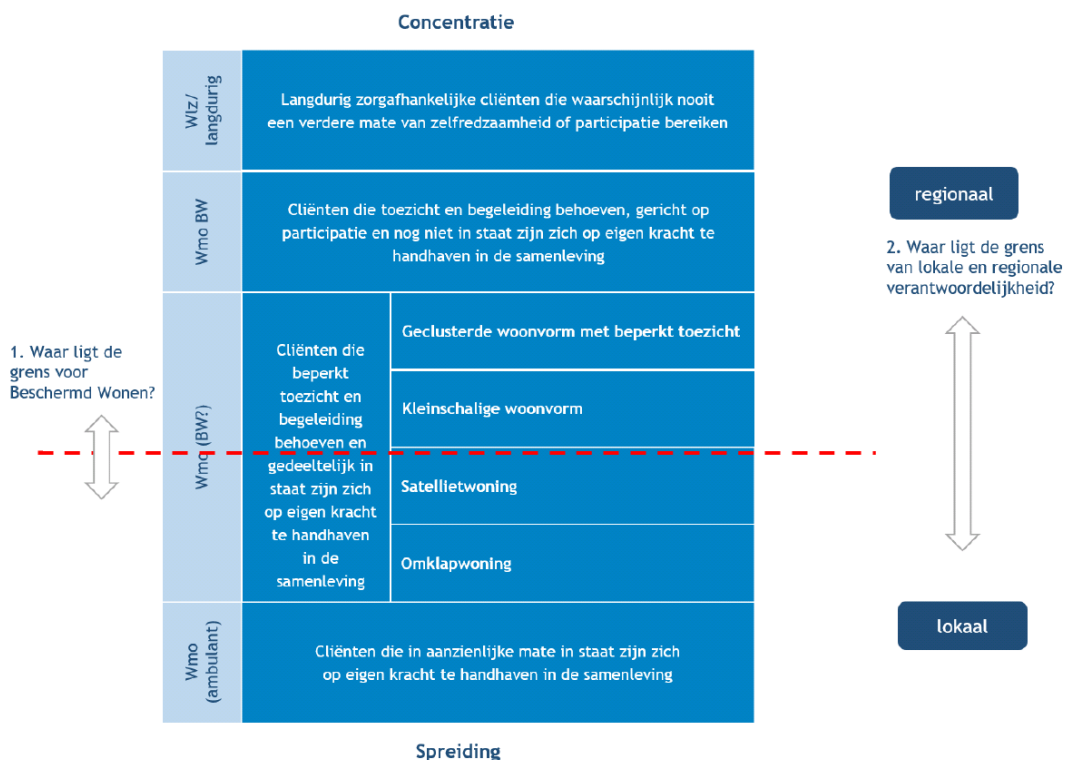 Concentratie
Wlz/
langdurig
Langdurig zorgafhankelijke cliënten die waarschijnlijk nooit
een verdere mate van zelfredzaamheid of participatie bereiken
Wmo BW
Cliënten die toezicht en begeleiding behoeven, gericht op
participatie en nog niet in staat zijn zich op eigen kracht te
handhaven in de samenleving
regionaal
2. Waar ligt de grens
van lokale en regionale
verantwoordelijkheid?
1. Waar ligt de
grens voor
Beschermd Wonen?
Wmo (BW?)
Cliënten die
beperkt
toezicht en
begeleiding
behoeven en
gedeeltelijk in
staat zijn zich
op eigen kracht
te handhaven
in de
samenleving
Geclusterde woonvorm met beperkt toezicht
Kleinschalige woonvorm
Satellietwoning
Omklapwoning
lokaal
Wmo
(ambulant)
Cliënten die in aanzienlijke mate in staat zijn zich
op eigen kracht te handhaven in de samenleving
Spreiding